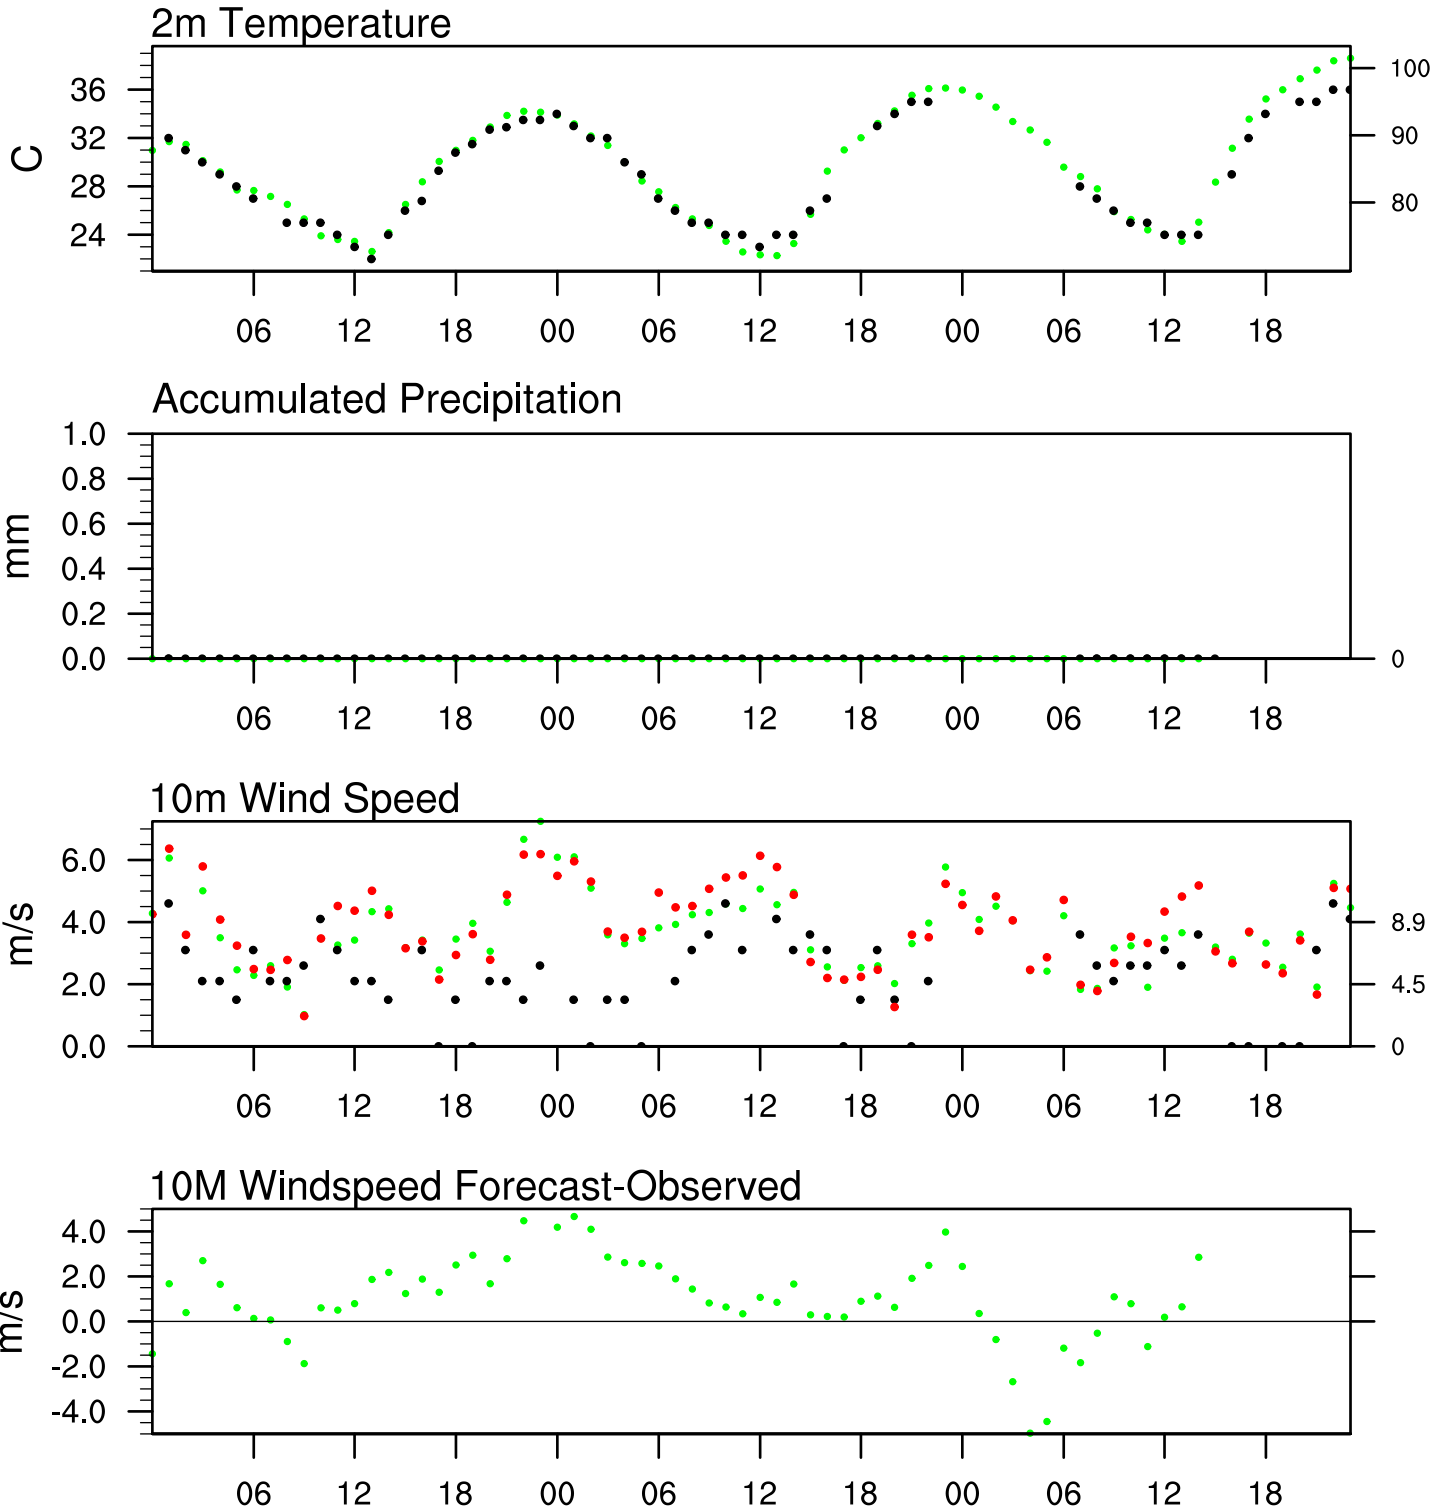 2m Temperature
36
32
28
24
C
100
90
80
06 12 18 00 06 12 18 00 06 12 18
Accumulated Precipitation
1.0
0.8
0.6
0.4
0.2
0.0
mm
0
06 12 18 00 06 12 18 00 06 12 18
10m Wind Speed
6.0
4.0
2.0
0.0
m/s
8.9
4.5
0
06 12 18 00 06 12 18 00 06 12 18
10M Windspeed Forecast-Observed
4.0
2.0
0.0
-2.0
-4.0
m/s
06 12 18 00 06 12 18 00 06 12 18